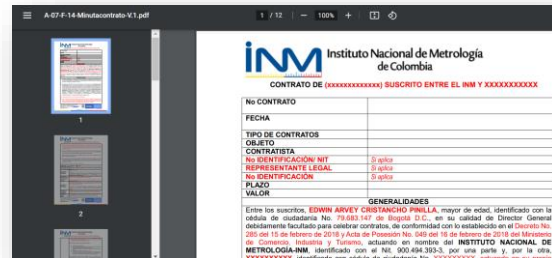 A-07-F-14-Minutacontrato-V.1.pdf
1 / 12
100%
1
2
INM Instituto Nacional de Metrología
de Colombia
CONTRATO DE (xxxxxxxxxxxxx) SUSCRITO ENTRE EL INM Y XXXXXXXXXXX
No CONTRATO
FECHA
TIPO DE CONTRATOS
OBJETO
CONTRATISTA
No IDENTIFICACIÓN/ NIT Si aplica
REPRESENTANTE LEGAL Si aplica
No IDENTIFICACIÓN Si aplica
PLAZO
VALOR
GENERALIDADES
Entre los suscritos, EDWIN ARVEY CRISTANCHO PINILLA, mayor de edad, identificado con la
cédula de ciudadanía No. 79.683.147 de Bogotá D.C., en su calidad de Director General
debidamente facultado para celebrar contratos, de conformidad con lo establecido en el Decreto No.
285 del 15 de febrero de 2018 y Acta de Posesión No. 049 del 16 de febrero de 2018 del Ministerio
de Comercio, Industria y Turismo, actuando en nombre del INSTITUTO NACIONAL DE
METROLOGÍA-INM, identificado con el Nit. 900.494.393-3, por una parte y, por la otra,